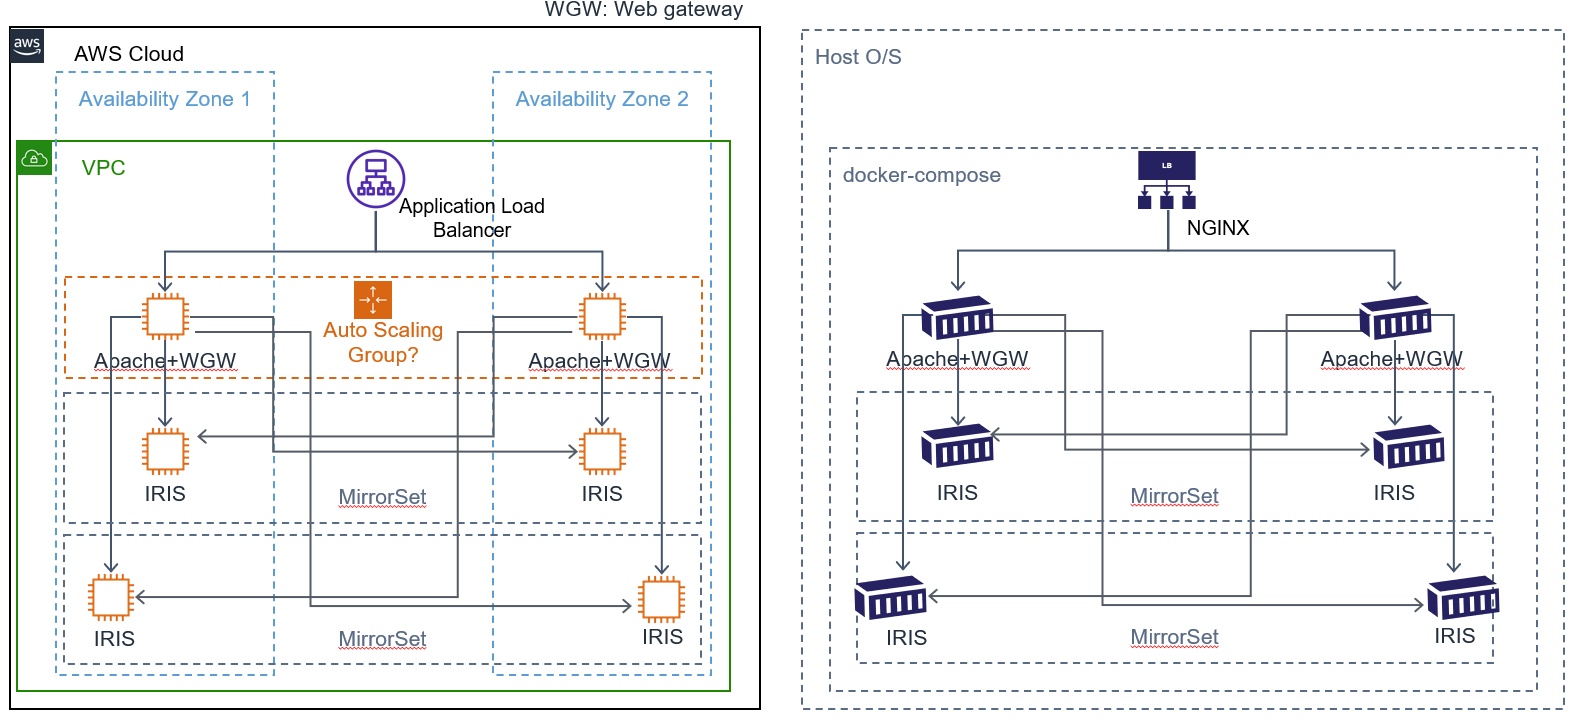 WGW: Web gateway
aws
AWS Cloud
Availability Zone 1
Availability Zone 2
VPC
Application Load
Balancer
Auto Scaling
Group?
Apache+WGW
Apache+WGW
IRIS
MirrorSet
IRIS
IRIS
MirrorSet
IRIS
Host O/S
docker-compose
LB
NGINX
Apache+WGW
Apache+WGW
IRIS
MirrorSet
IRIS
IRIS
MirrorSet
IRIS